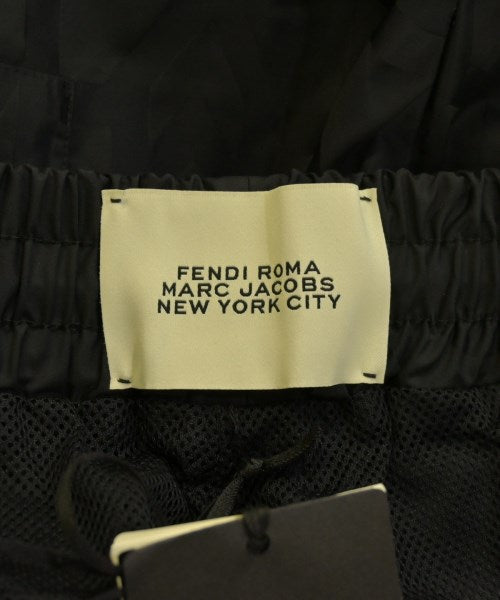 FENDI ROMA
MARC JACOBS
NEW YORK CITY